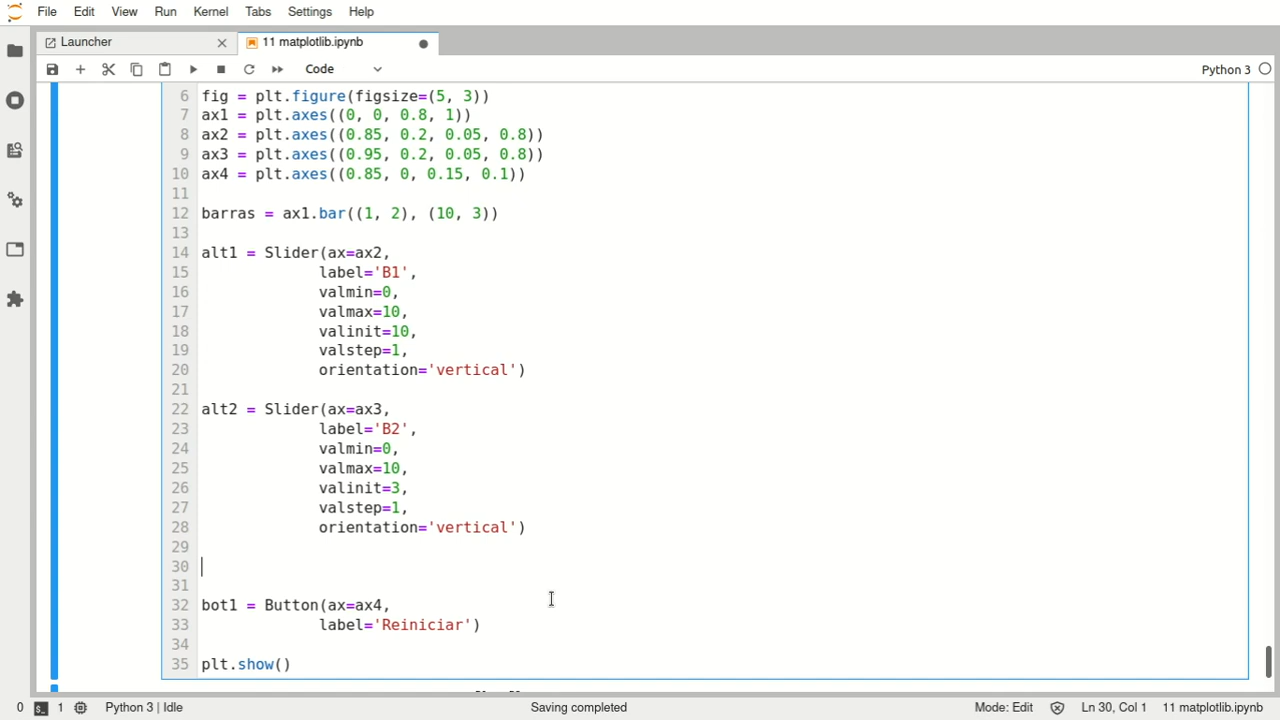 File Edit View Run Kernel Tabs Settings Help
Launcher 11 matplotlib.ipynb
Code Python 3
6 fig = plt.figure(figsize=(5, 3))
7 ax1 = plt.axes((0, 0, 0.8, 1))
8 ax2 = plt.axes((0.85, 0.2, 0.05, 0.8))
9 ax3 = plt.axes((0.95, 0.2, 0.05, 0.8))
10 ax4 = plt.axes((0.85, 0, 0.15, 0.1))
11
12 barras = ax1.bar((1, 2), (10, 3))
13
14 alt1 = Slider(ax=ax2,
15 label='B1',
16 valmin=0,
17 valmax=10,
18 valinit=10,
19 valstep=1,
20 orientation='vertical')
21
22 alt2 = Slider(ax=ax3,
23 label='B2',
24 valmin=0,
25 valmax=10,
26 valinit=3,
27 valstep=1,
28 orientation='vertical')
29
30
31
32 bot1 = Button(ax=ax4,
33 label='Reiniciar')
34
35 plt.show()
0 1 Python 3 | Idle Saving completed Mode: Edit Ln 30, Col 1 11 matplotlib.ipynb